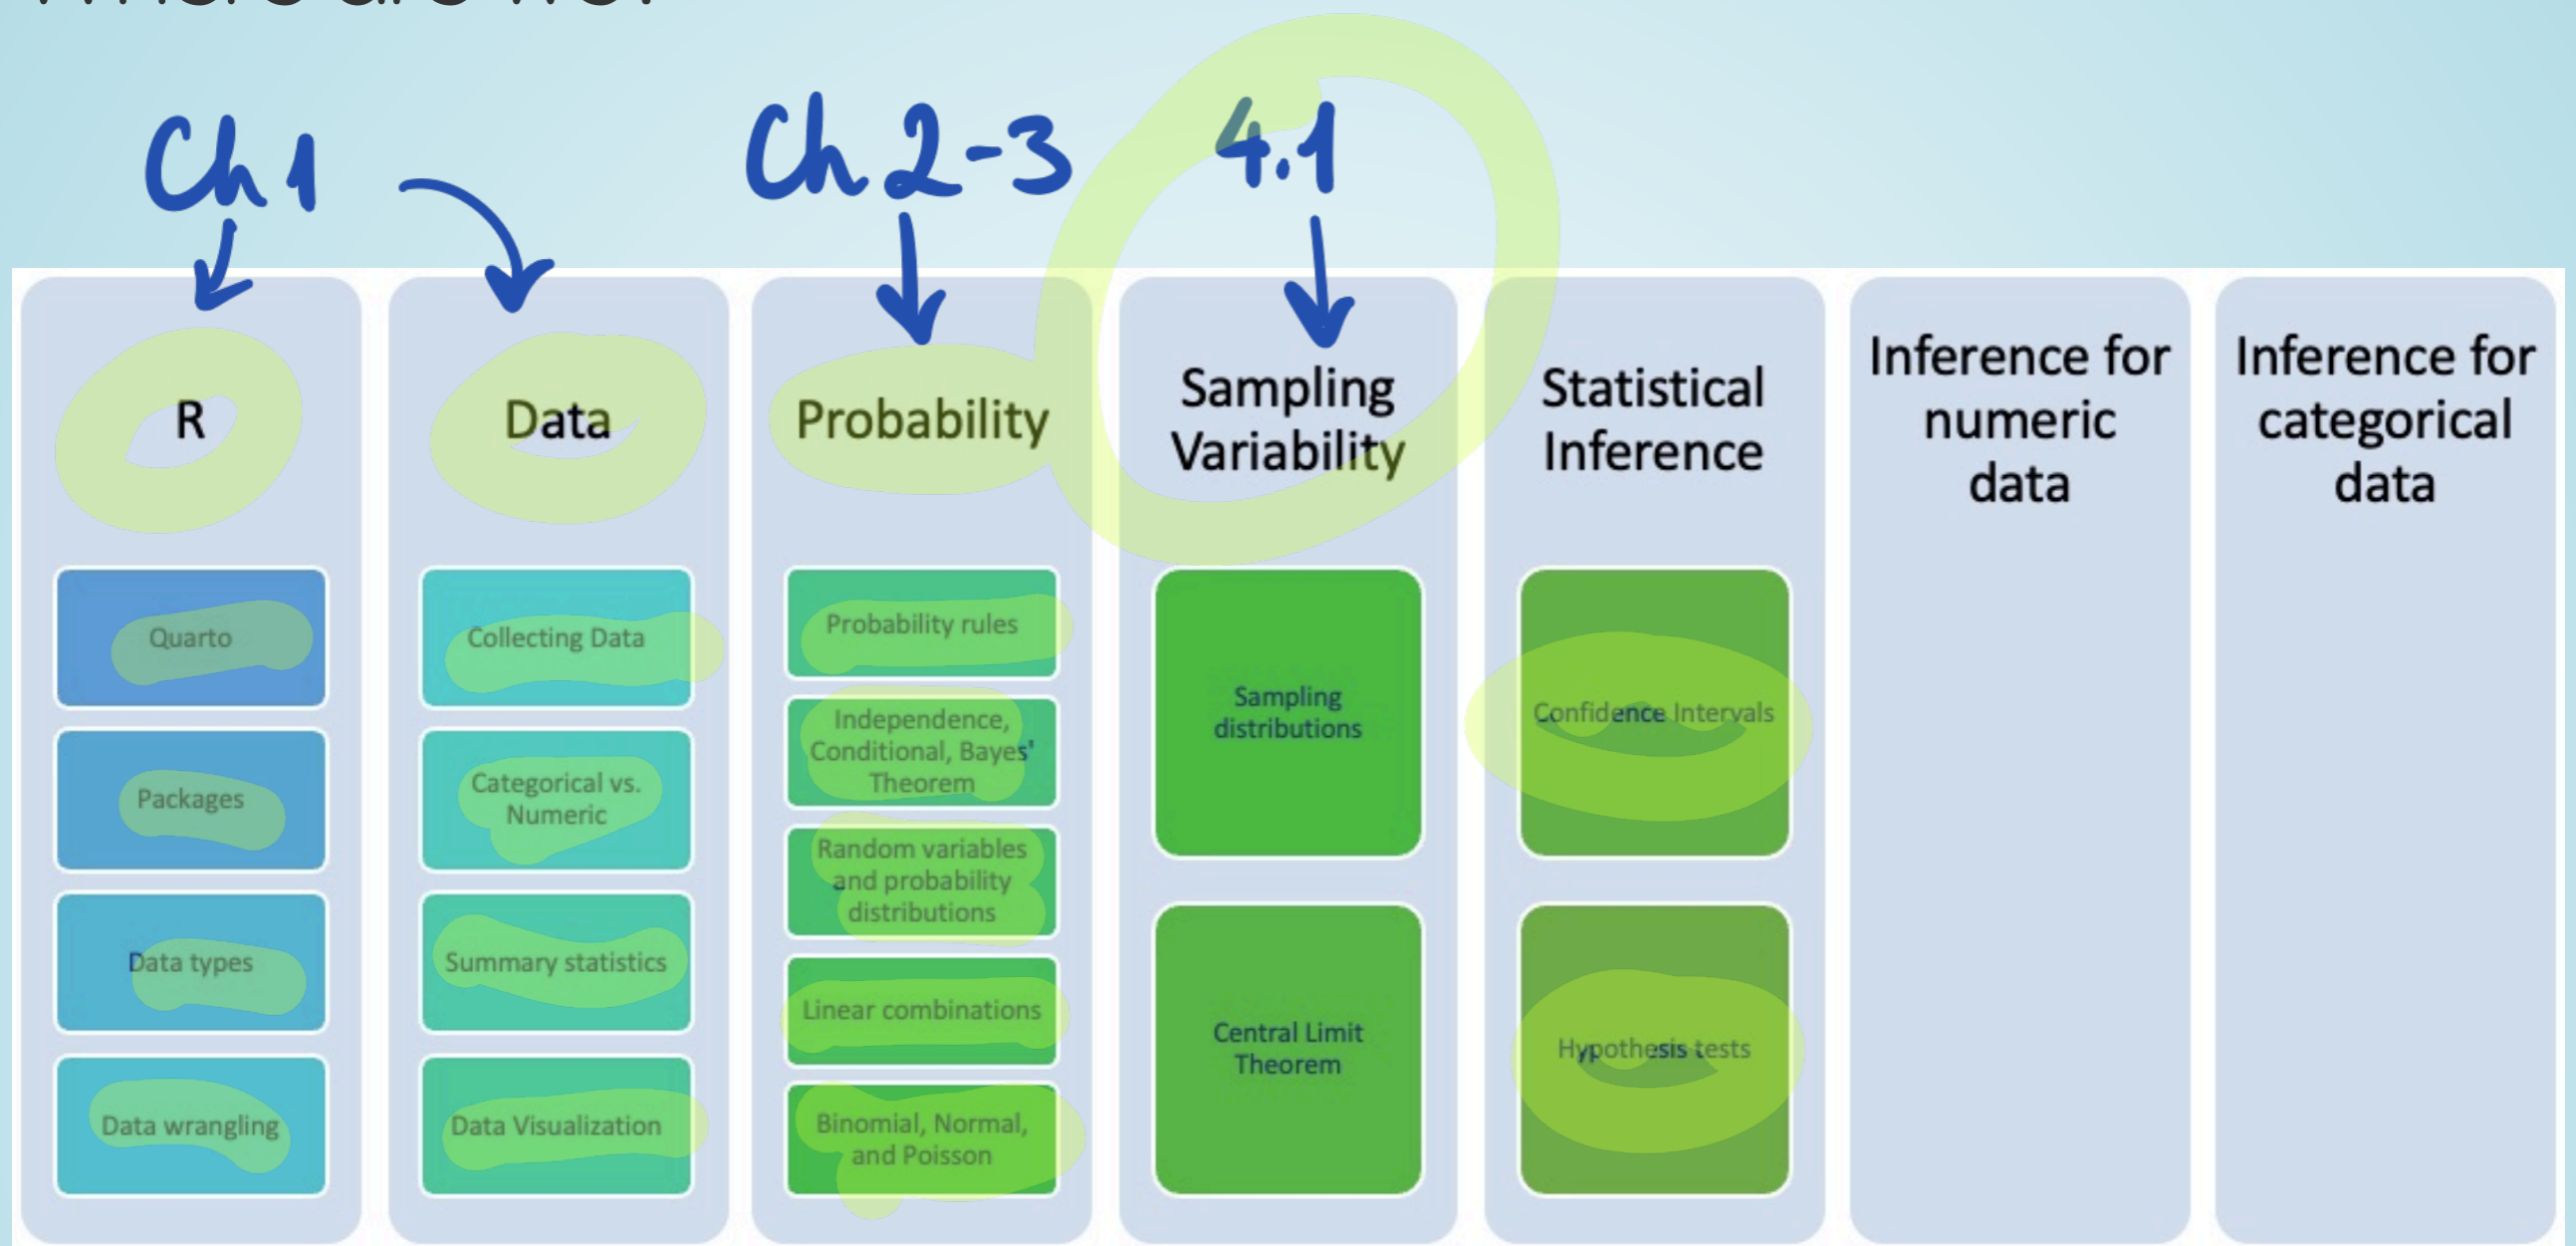 Ch 1
Ch 2-3
4.1
R
Quarto
Packages
Data types
Data wrangling
Data
Collecting Data
Categorical vs.
Numeric
Summary statistics
Data Visualization
Probability
Probability rules
Independence,
Conditional, Bayes'
Theorem
Random variables
and probability
distributions
Linear combinations
Binomial, Normal,
and Poisson
Sampling
Variability
Sampling
distributions
Central Limit
Theorem
Statistical
Inference
Confidence Intervals
Hypothesis tests
Inference for
numeric
data
Inference for
categorical
data